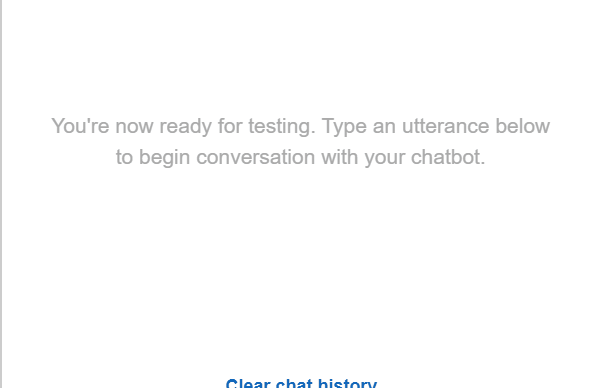 You're now ready for testing. Type an utterance below
to begin conversation with your chatbot.
Clear chat history